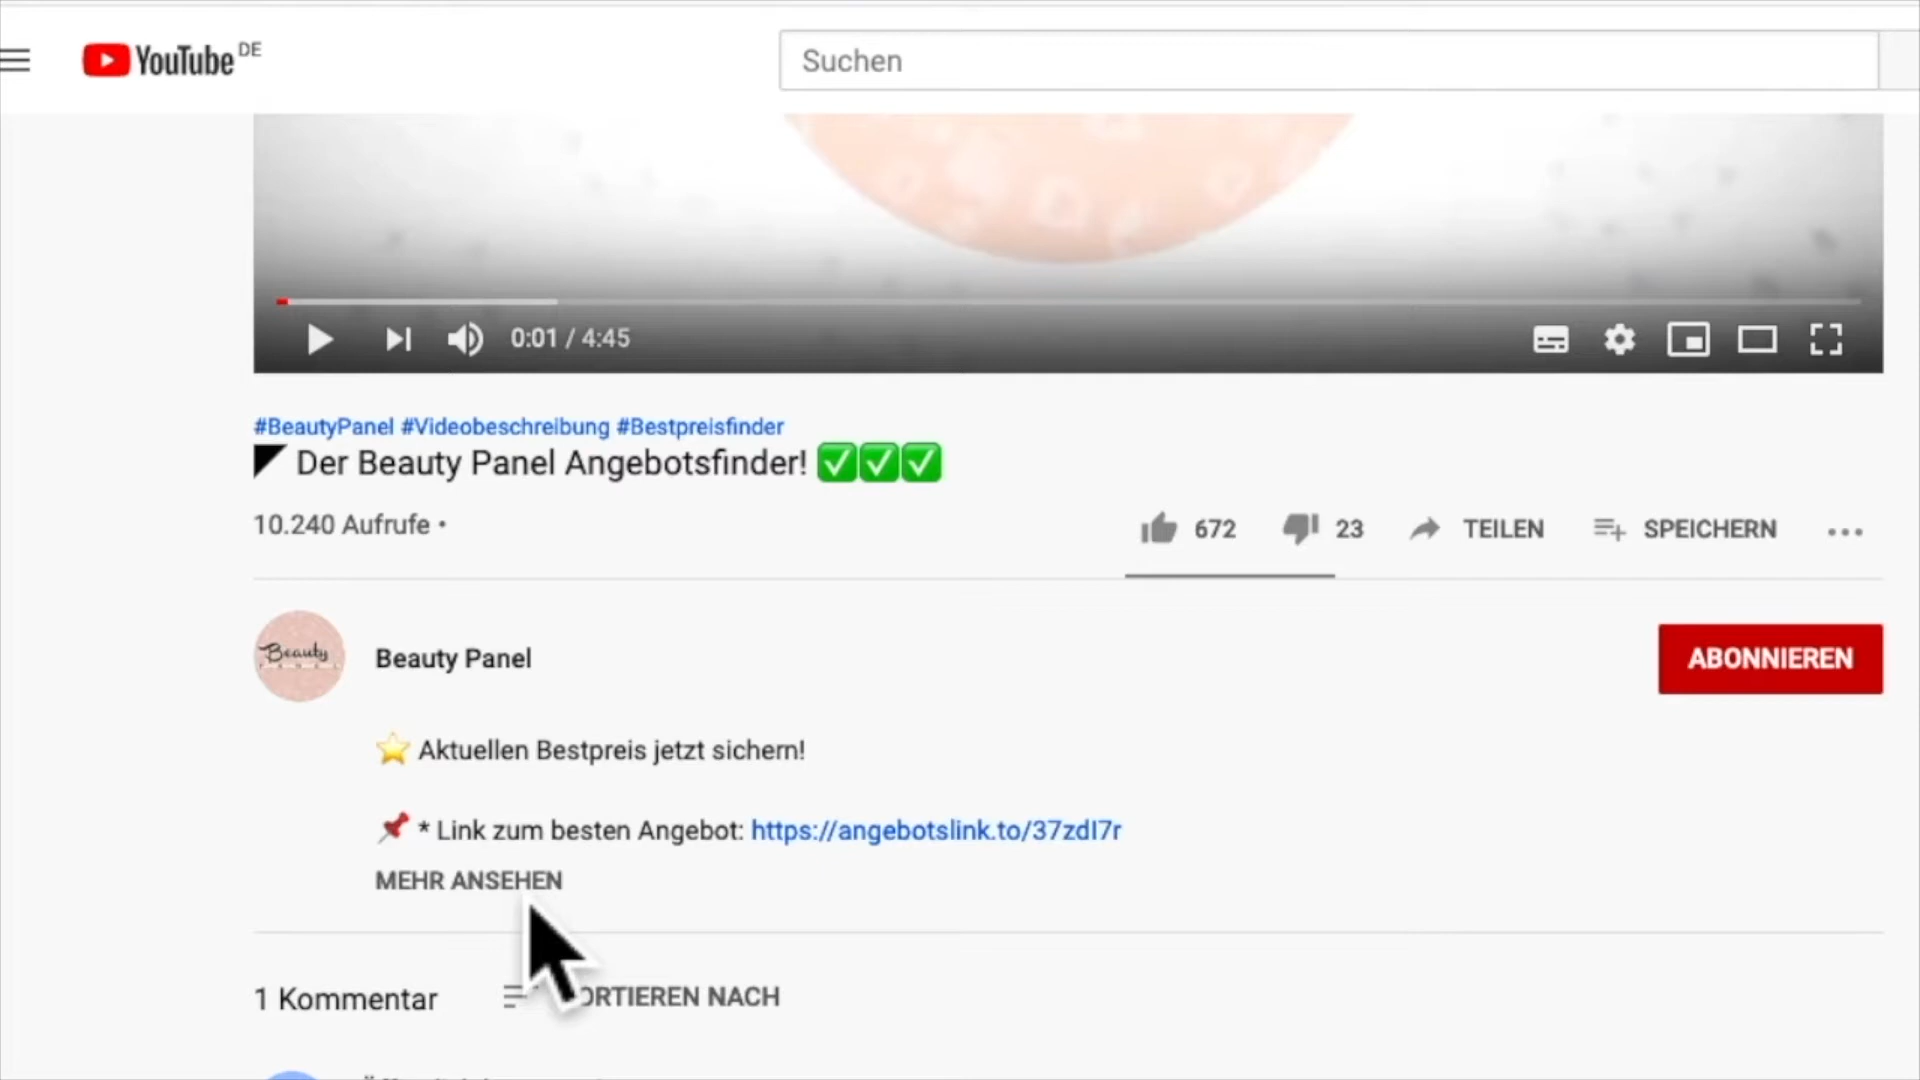 YouTube DE
Suchen
0:01 / 4:45
#BeautyPanel #Videobeschreibung #Bestpreisfinder
Der Beauty Panel Angebotsfinder! ✅✅✅
10.240 Aufrufe •
672 23 TEILEN SPEICHERN
Beauty
Beauty Panel
ABONNIEREN
⭐ Aktuellen Bestpreis jetzt sichern!
📌 * Link zum besten Angebot: https://angebotslink.to/37zdI7r
MEHR ANSEHEN
1 Kommentar
ORTIEREN NACH